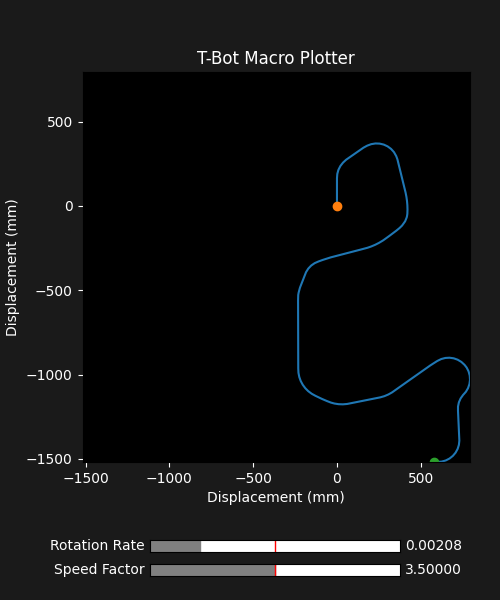 T-Bot Macro Plotter
Displacement (mm)
500
0
−500
−1000
−1500
−1500 −1000 −500 0 500
Displacement (mm)
Rotation Rate 0.00208
Speed Factor 3.50000